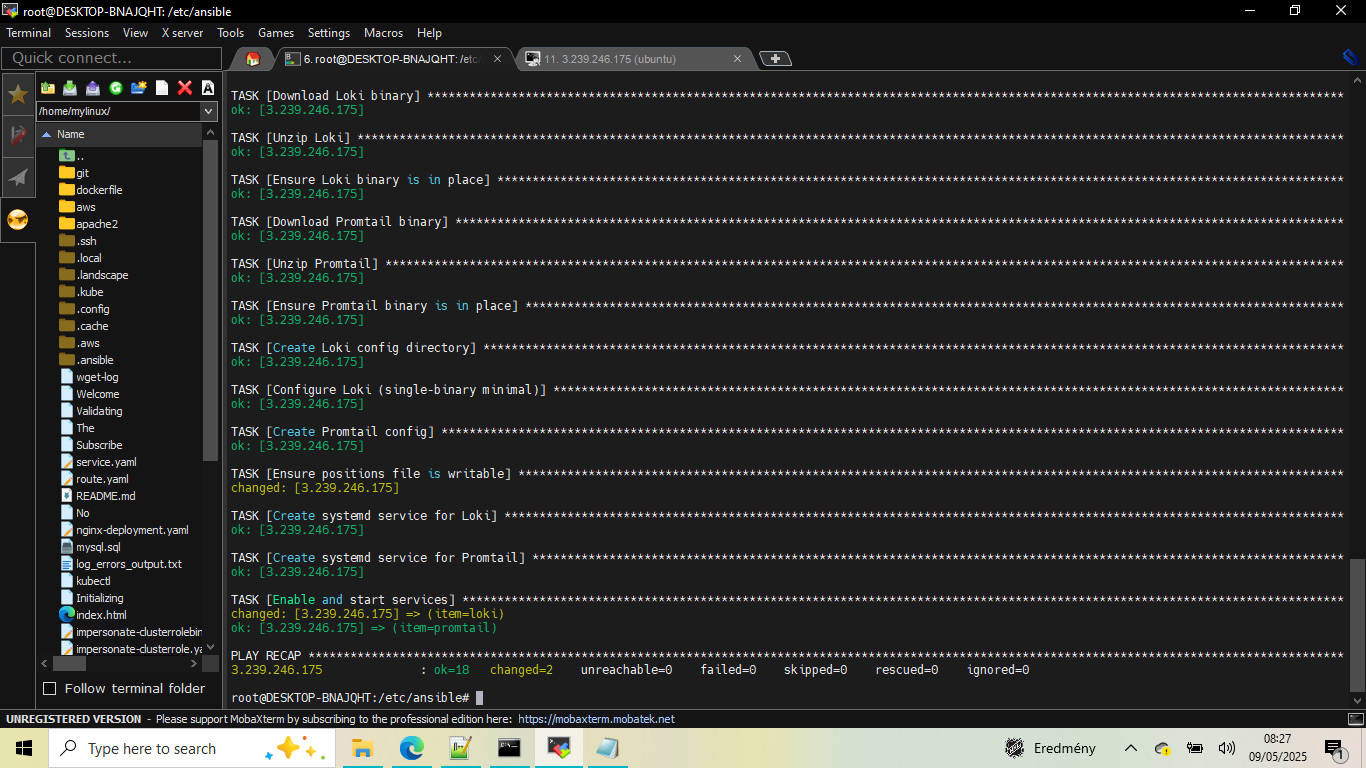 root@DESKTOP-BNAJQHT: /etc/ansible
Terminal Sessions View X server Tools Games Settings Macros Help
Quick connect...
6. root@DESKTOP-BNAJQHT: /etc
11. 3.239.246.175 (ubuntu)
/home/mylinux/
Name
..
git
dockerfile
aws
apache2
.ssh
.local
.landscape
.kube
.config
.cache
.aws
.ansible
wget-log
Welcome
Validating
The
Subscribe
service.yaml
route.yaml
README.md
No
nginx-deployment.yaml
mysql.sql
log_errors_output.txt
kubectl
Initializing
index.html
impersonate-clusterrolebin
impersonate-clusterrole.ya
Follow terminal folder
TASK [Download Loki binary] ***********************************************************************************************************************************
ok: [3.239.246.175]
TASK [Unzip Loki] *********************************************************************************************************************************************
ok: [3.239.246.175]
TASK [Ensure Loki binary is in place] *************************************************************************************************************************
ok: [3.239.246.175]
TASK [Download Promtail binary] *******************************************************************************************************************************
ok: [3.239.246.175]
TASK [Unzip Promtail] *****************************************************************************************************************************************
ok: [3.239.246.175]
TASK [Ensure Promtail binary is in place] *********************************************************************************************************************
ok: [3.239.246.175]
TASK [Create Loki config directory] ***************************************************************************************************************************
ok: [3.239.246.175]
TASK [Configure Loki (single-binary minimal)] *****************************************************************************************************************
ok: [3.239.246.175]
TASK [Create Promtail config] *********************************************************************************************************************************
ok: [3.239.246.175]
TASK [Ensure positions file is writable] **********************************************************************************************************************
changed: [3.239.246.175]
TASK [Create systemd service for Loki] ************************************************************************************************************************
ok: [3.239.246.175]
TASK [Create systemd service for Promtail] ********************************************************************************************************************
ok: [3.239.246.175]
TASK [Enable and start services] ******************************************************************************************************************************
changed: [3.239.246.175] => (item=loki)
ok: [3.239.246.175] => (item=promtail)
PLAY RECAP ****************************************************************************************************************************************************
3.239.246.175 : ok=18 changed=2 unreachable=0 failed=0 skipped=0 rescued=0 ignored=0
root@DESKTOP-BNAJQHT:/etc/ansible#
UNREGISTERED VERSION - Please support MobaXterm by subscribing to the professional edition here: https://mobaxterm.mobatek.net
Type here to search
Eredmény
08:27
09/05/2025
1